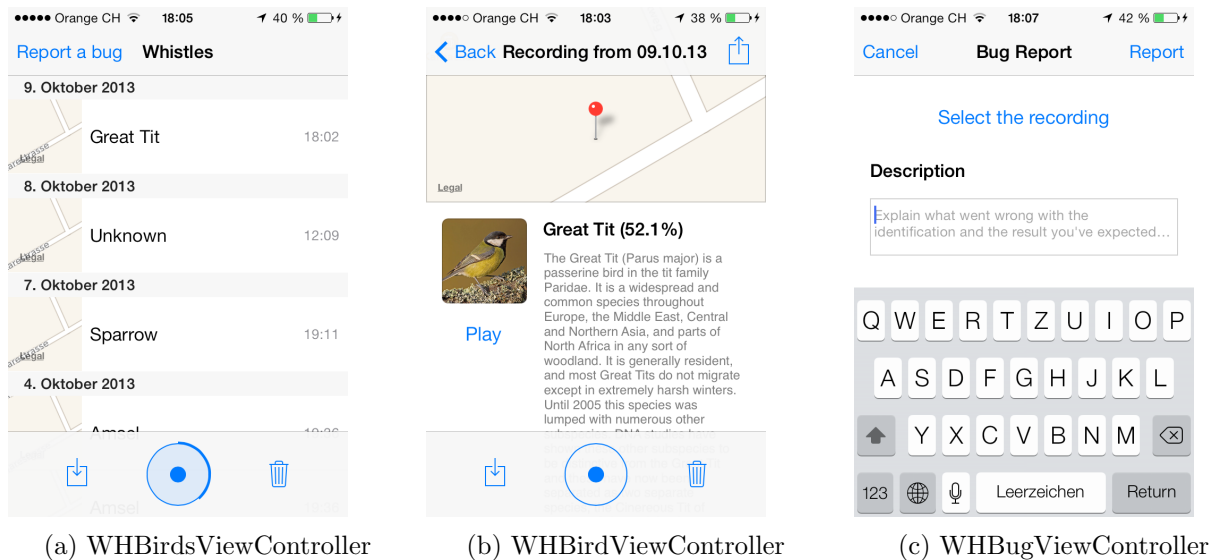 Orange CH 18:05 40 %
Report a bug Whistles
9. Oktober 2013
Legal
Great Tit 18:02
8. Oktober 2013
Legal
Unknown 12:09
7. Oktober 2013
Legal
Sparrow 19:11
4. Oktober 2013
Amsel
Amsel
(a) WHBirdsViewController
Orange CH 18:03 38 %
Back Recording from 09.10.13
Legal
Great Tit (52.1%)
The Great Tit (Parus major) is a
passerine bird in the tit family
Paridae. It is a widespread and
common species throughout
Europe, the Middle East, Central
and Northern Asia, and parts of
North Africa in any sort of
woodland. It is generally resident,
and most Great Tits do not migrate
except in extremely harsh winters.
Until 2005 this species was
lumped with numerous other
Play
(b) WHBirdViewController
Orange CH 18:07 42 %
Cancel Bug Report Report
Select the recording
Description
Explain what went wrong with the
identification and the result you've expected...
Q W E R T Z U I O P
A S D F G H J K L
Y X C V B N M
123 Leerzeichen Return
(c) WHBugViewController